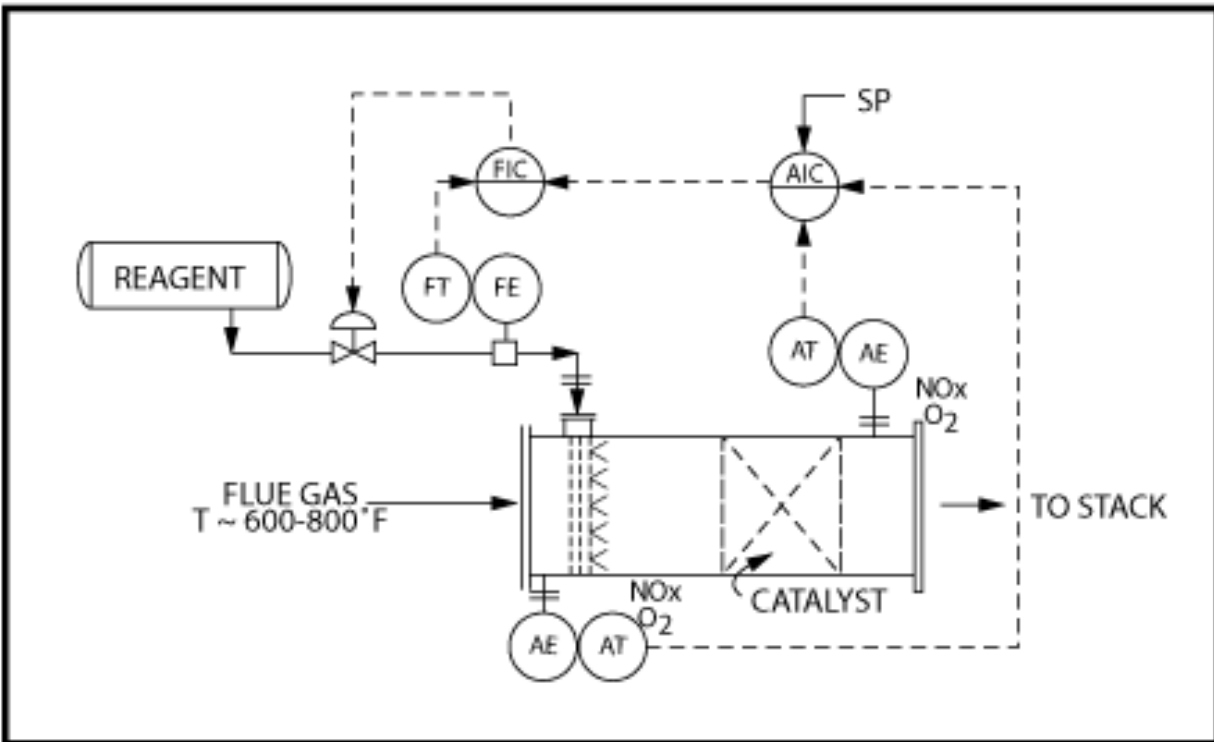 SP
FIC
AIC
REAGENT
FT
FE
AT
AE
NOx
O2
FLUE GAS
T ~ 600-800°F
TO STACK
NOx
O2
CATALYST
AE
AT